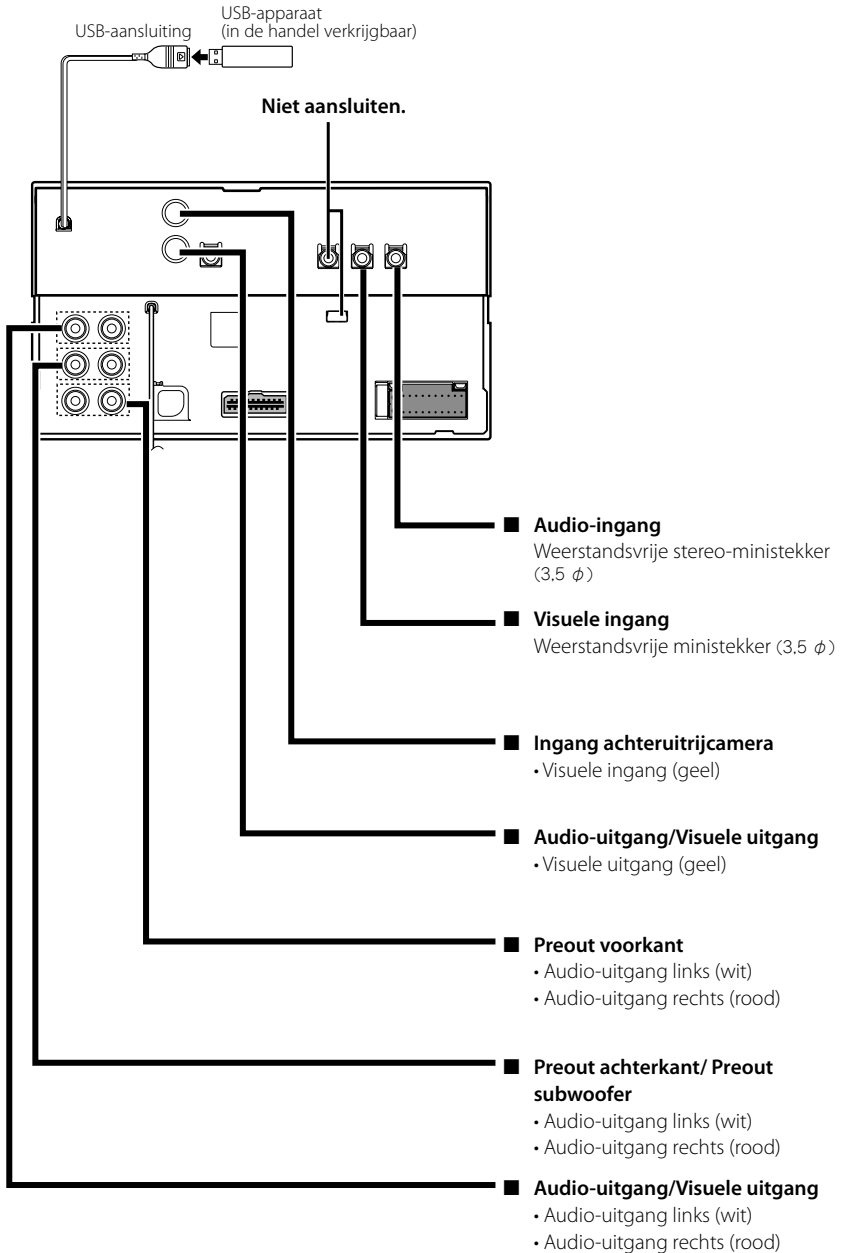 USB-apparaat
USB-aansluiting
(in de handel verkrijgbaar)
Niet aansluiten.
■ Audio-ingang
Weerstandsvrije stereo-ministekker
(3,5 φ)
■ Visuele ingang
Weerstandsvrije ministekker (3,5 φ)
■ Ingang achteruitrijcamera
• Visuele ingang (geel)
■ Audio-uitgang/Visuele uitgang
• Visuele uitgang (geel)
■ Preout voorkant
• Audio-uitgang links (wit)
• Audio-uitgang rechts (rood)
■ Preout achterkant/ Preout
subwoofer
• Audio-uitgang links (wit)
• Audio-uitgang rechts (rood)
■ Audio-uitgang/Visuele uitgang
• Audio-uitgang links (wit)
• Audio-uitgang rechts (rood)